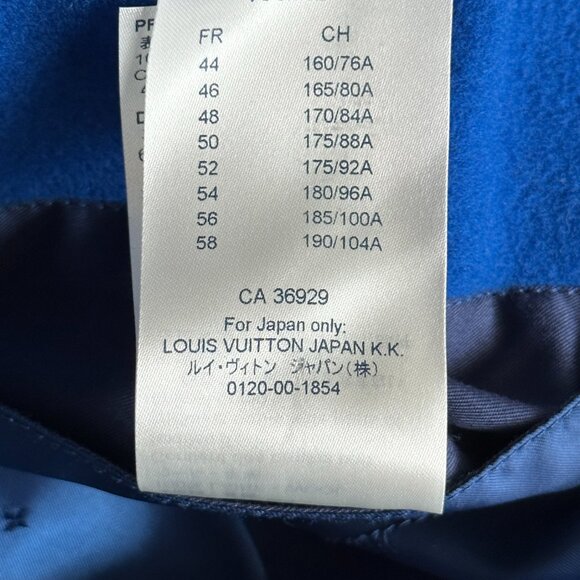 FR CH
44 160/76A
46 165/80A
48 170/84A
50 175/88A
52 175/92A
54 180/96A
56 185/100A
58 190/104A
CA 36929
For Japan only:
LOUIS VUITTON JAPAN K.K.
ルイ・ヴィトン ジャパン(株)
0120-00-1854